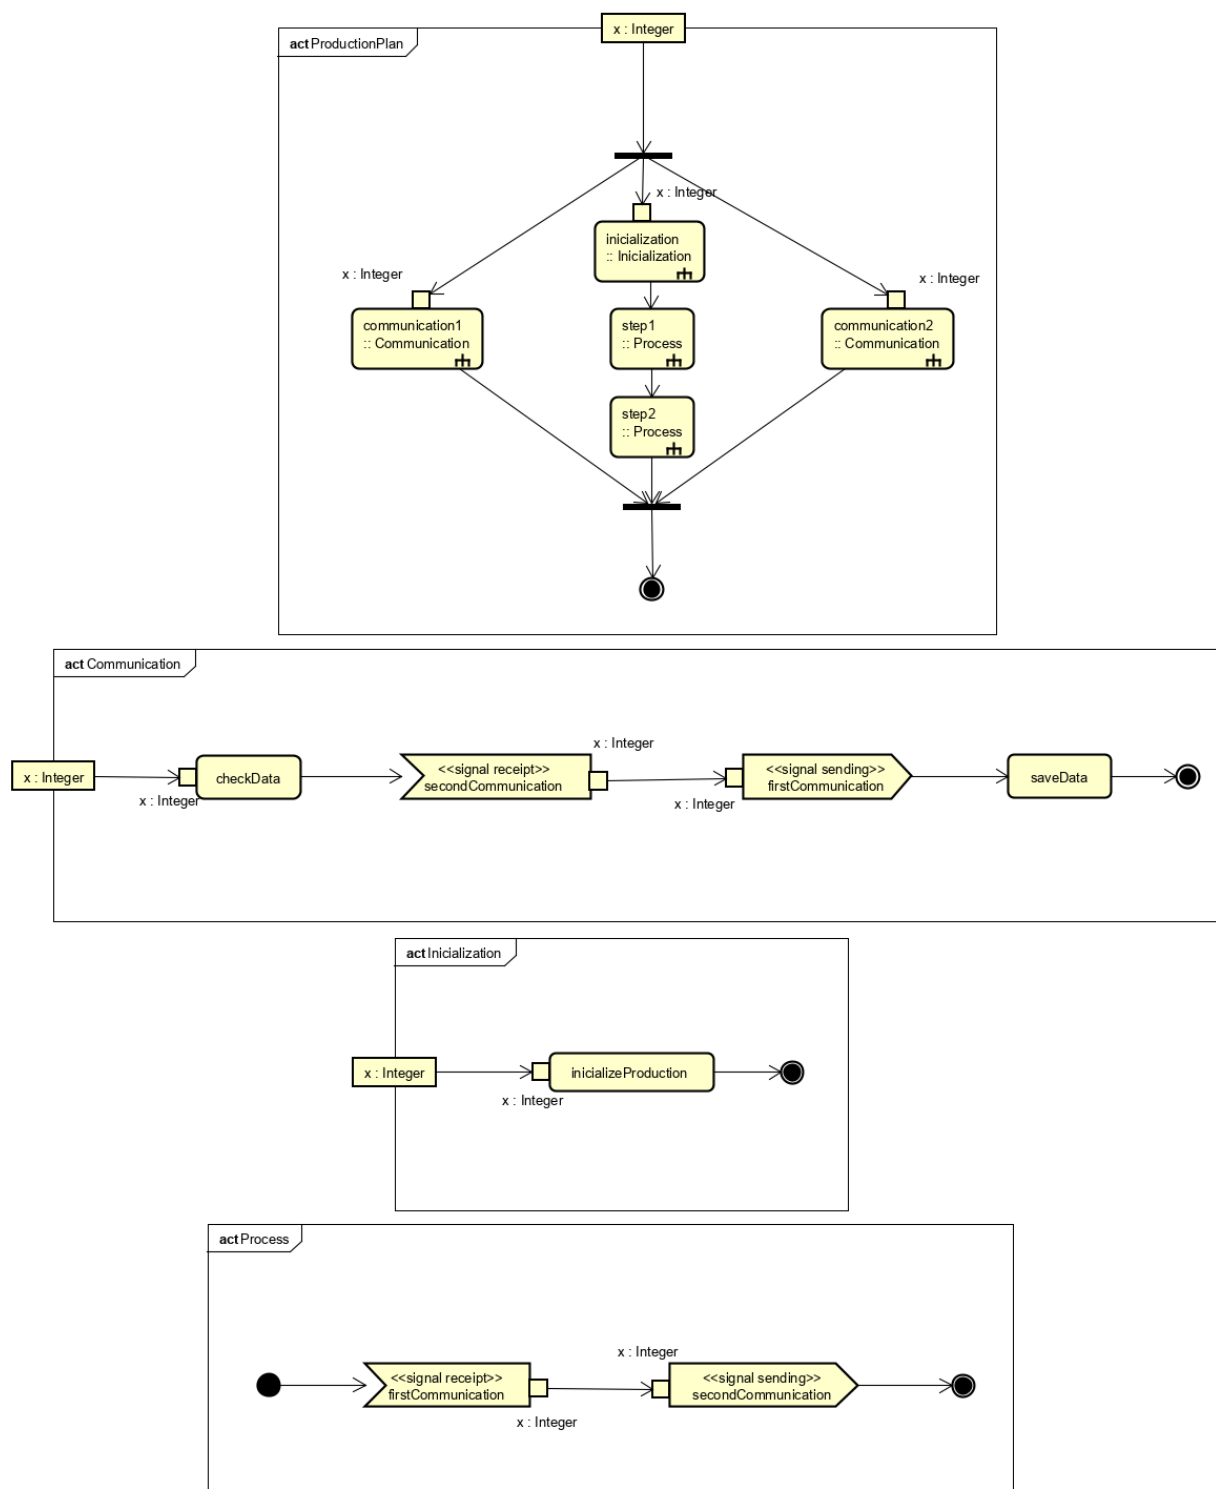 x : Integer
act ProductionPlan
x : Integer
inicialization
:: Inicialization
x : Integer
x : Integer
communication1
:: Communication
step1
:: Process
communication2
:: Communication
step2
:: Process
act Communication
x : Integer
x : Integer
checkData
x : Integer
<<signal receipt>>
secondCommunication
x : Integer
<<signal sending>>
firstCommunication
saveData
x : Integer
act Inicialization
x : Integer
inicializeProduction
x : Integer
act Process
x : Integer
<<signal receipt>>
firstCommunication
<<signal sending>>
secondCommunication
x : Integer